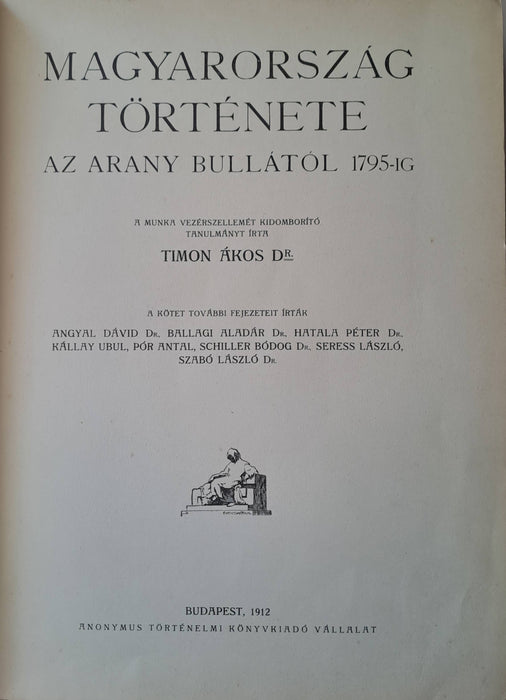 MAGYARORSZÁG
TÖRTÉNETE
AZ ARANY BULLÁTÓL 1795-IG
A MUNKA VEZÉRSZELLEMÉT KIDOMBORÍTÓ
TANULMÁNYT ÍRTA
TIMON ÁKOS DR.
A KÖTET TOVÁBBI FEJEZETEIT ÍRTÁK
ANGYAL DÁVID DR. BALLAGI ALADÁR DR. HATALA PÉTER DR.
KÁLLAY UBUL, PÓR ANTAL, SCHILLER BÓDOG DR. SERESS LÁSZLÓ,
SZABÓ LÁSZLÓ DR.
BUDAPEST, 1912
ANONYMUS TÖRTÉNELMI KÖNYVKIADÓ VÁLLALAT